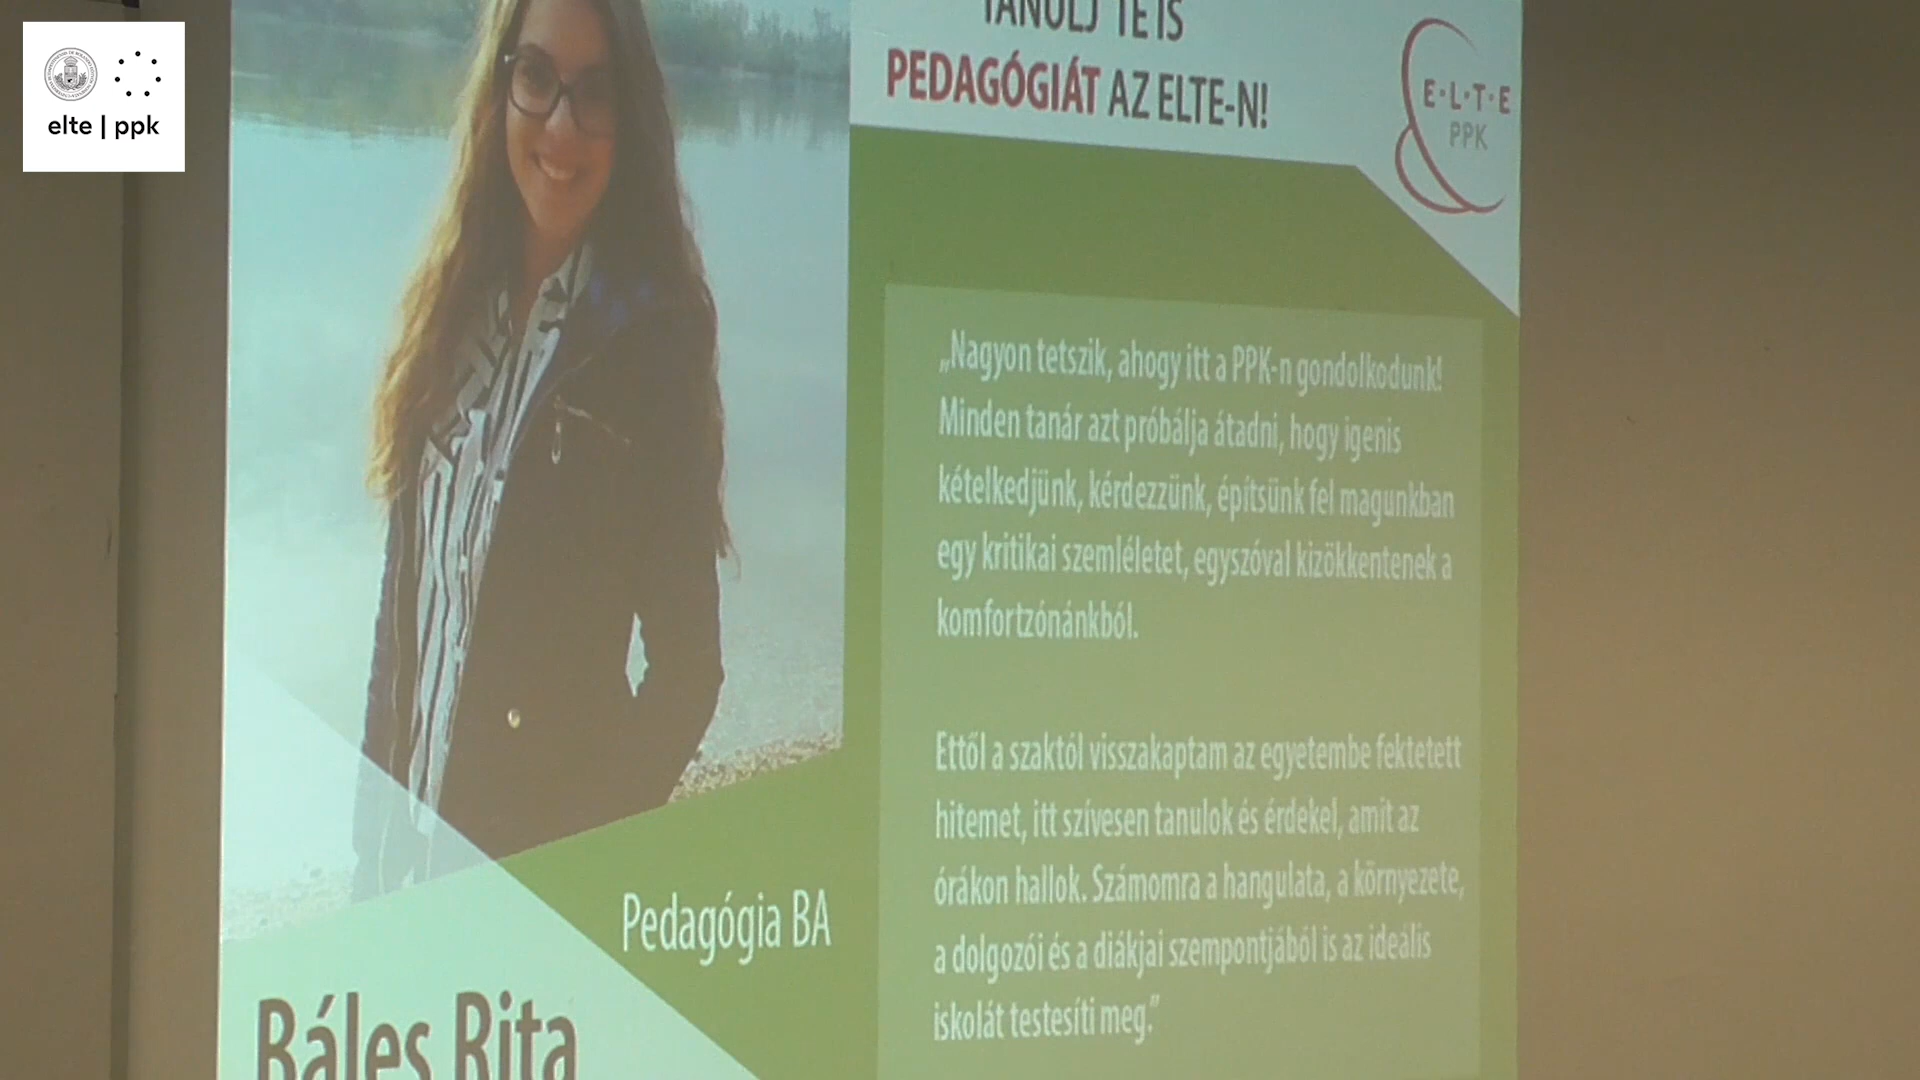 elte | ppk
TANULJ TE IS
PEDAGÓGIÁT AZ ELTE-N!
E·L·T·E
PPK
„Nagyon tetszik, ahogy itt a PPK-n gondolkodunk!
Minden tanár azt próbálja átadni, hogy igenis
kételkedjünk, kérdezzünk, építsünk fel magunkban
egy kritikai szemléletet, egyszóval kizökkentenek a
komfortzónánkból.
Ettől a szaktól visszakaptam az egyetembe fektetett
hitemet, itt szívesen tanulok és érdekel, amit az
órákon hallok. Számomra a hangulata, a környezete,
a dolgozói és a diákjai szempontjából is az ideális
iskolát testesíti meg.”
Pedagógia BA
Báles Rita